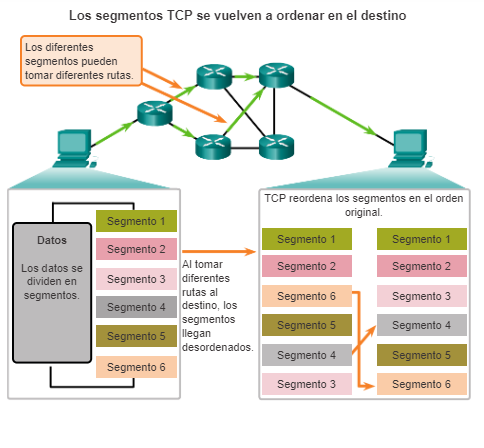 Los segmentos TCP se vuelven a ordenar en el destino
Los diferentes
segmentos pueden
tomar diferentes rutas.
Datos
Los datos se
dividen en
segmentos.
Segmento 1
Segmento 2
Segmento 3
Segmento 4
Segmento 5
Segmento 6
Al tomar
diferentes
rutas al
destino, los
segmentos
llegan
desordenados.
TCP reordena los segmentos en el orden
original.
Segmento 1
Segmento 2
Segmento 6
Segmento 5
Segmento 4
Segmento 3
Segmento 1
Segmento 2
Segmento 3
Segmento 4
Segmento 5
Segmento 6